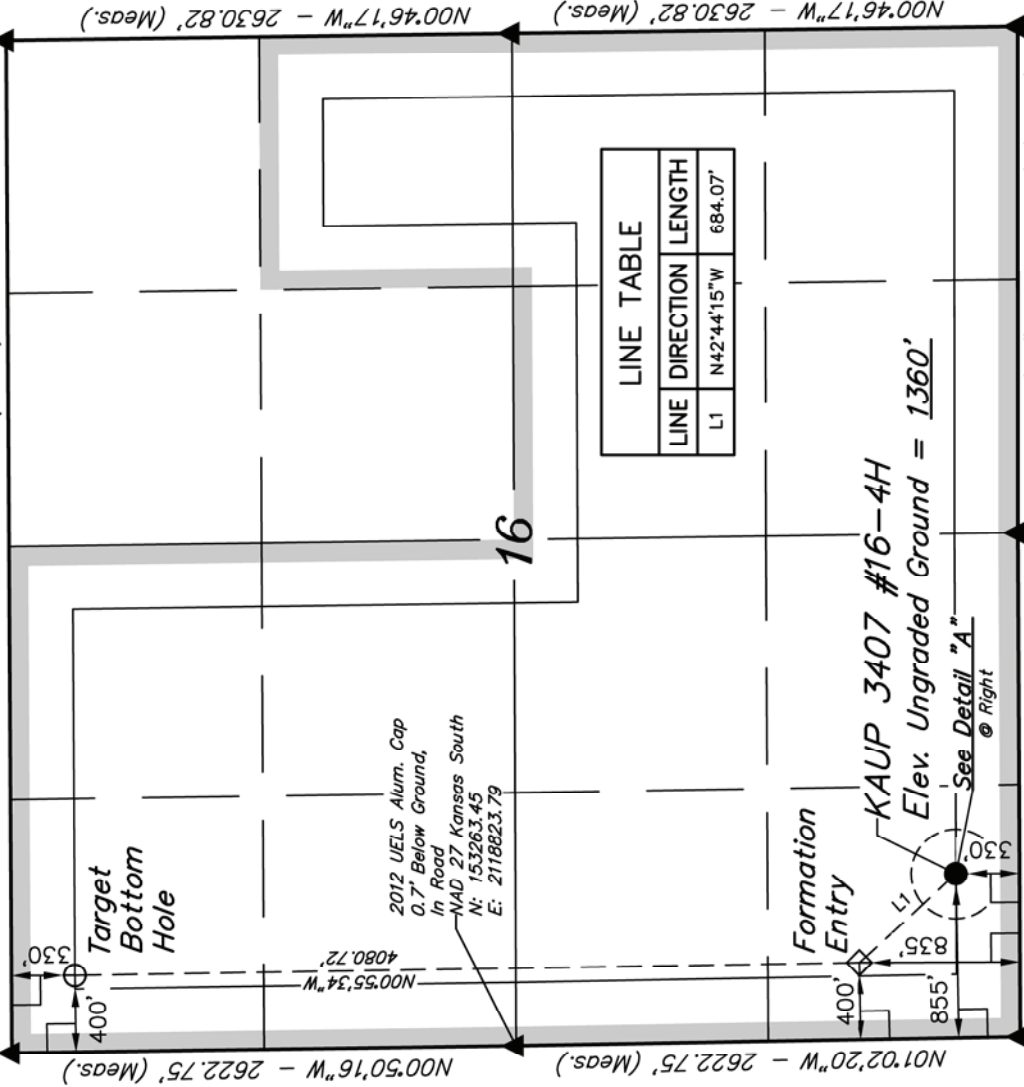 N00°46'17"W - 2630.82' (Meas.)
N00°46'17"W - 2630.82' (Meas.)
LINE TABLE
LINE DIRECTION LENGTH
L1 N42°44'15"W 684.07'
16
KAUP 3407 #16-4H
Elev. Ungraded Ground = 1360'
See Detail "A"
@ Right
2012 UELS Alum. Cap
0.7' Below Ground,
In Road
NAD 27 Kansas South
N: 153263.45
E: 2118823.79
Target
Bottom
Hole
330'
400'
N00°55'34"W
4080.72'
Formation
Entry
L1
400'
835'
855'
330'
N00°50'16"W - 2622.75' (Meas.)
N01°02'20"W - 2622.75' (Meas.)